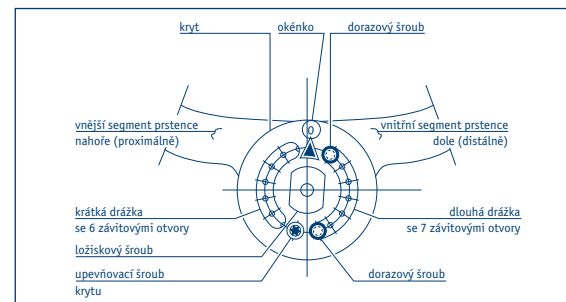 kryt
okénko
dorazový šroub
0
vnější segment prstence
nahoře (proximálně)
vnitřní segment prstence
dole (distálně)
krátká drážka
se 6 závitovými otvory
dlouhá drážka
se 7 závitovými otvory
ložiskový šroub
upevňovací šroub
krytu
dorazový šroub